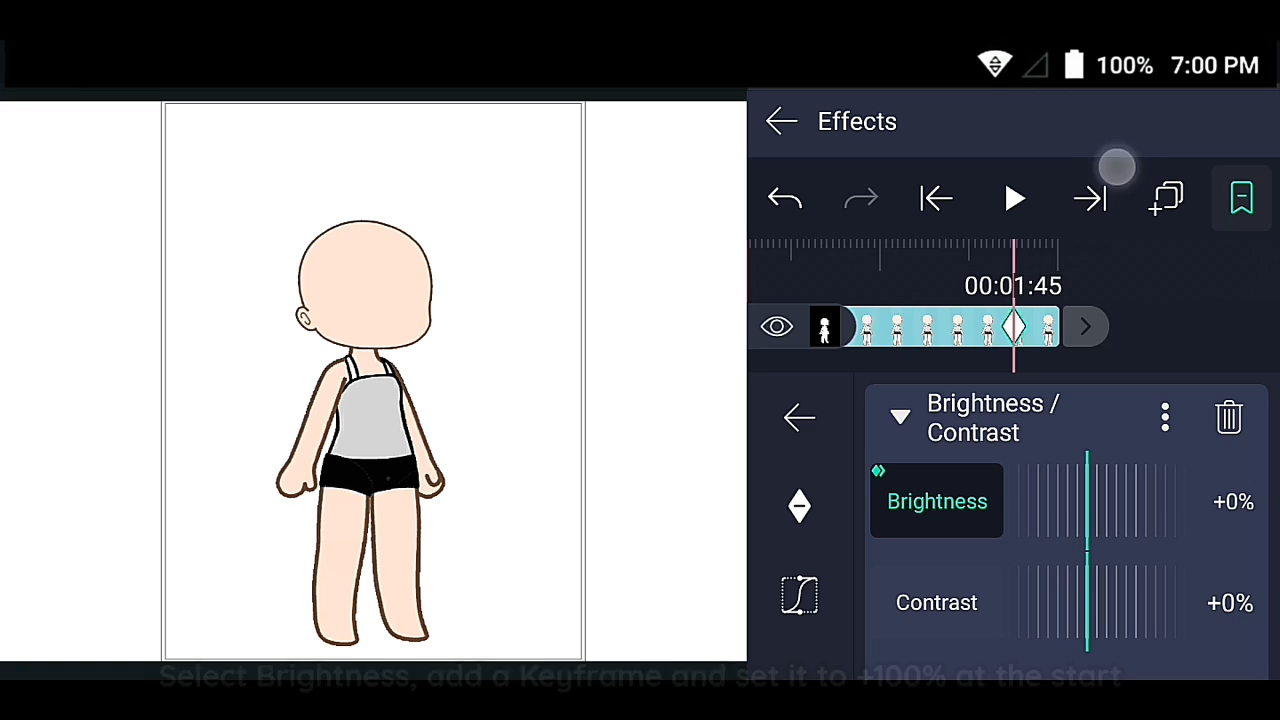 100% 7:00 PM
Effects
00:01:45
Brightness /
Contrast
Brightness +0%
Contrast +0%
Select Brightness, add a Keyframe and set it to +100% at the start